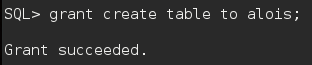 SQL> grant create table to alois;
Grant succeeded.